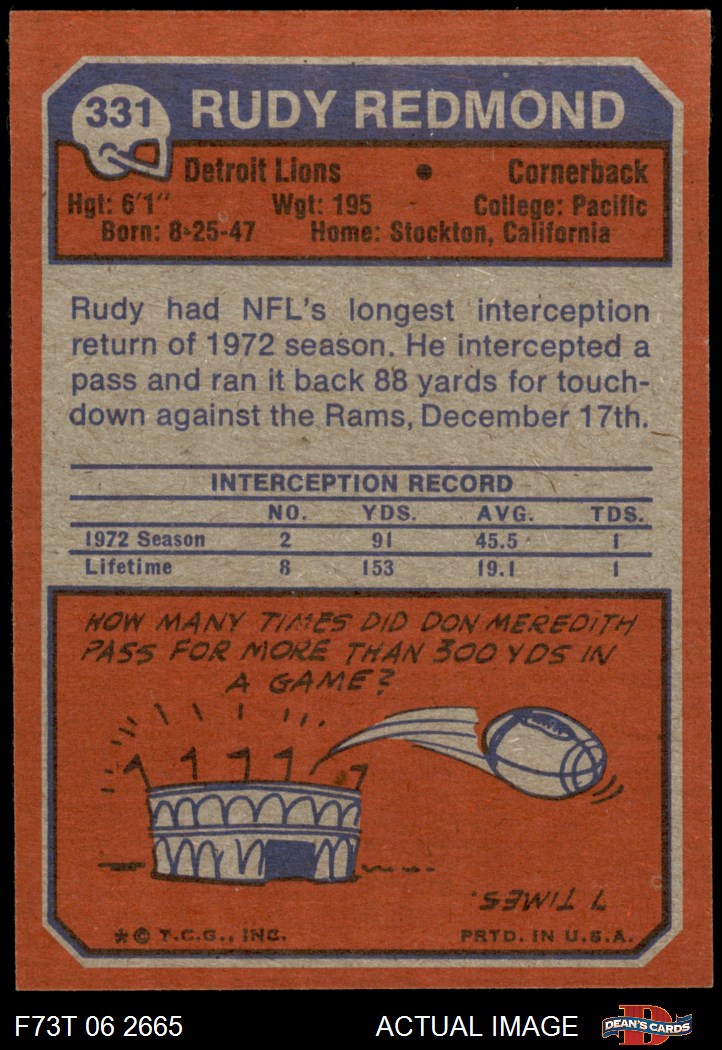 331 RUDY REDMOND
Detroit Lions • Cornerback
Hgt: 6'1" Wgt: 195 College: Pacific
Born: 8-25-47 Home: Stockton, California
Rudy had NFL's longest interception
return of 1972 season. He intercepted a
pass and ran it back 88 yards for touch-
down against the Rams, December 17th.
INTERCEPTION RECORD
NO. YDS. AVG. TDS.
1972 Season 2 91 45.5 1
Lifetime 8 153 19.1 1
HOW MANY TIMES DID DON MEREDITH
PASS FOR MORE THAN 300 YDS IN
A GAME?
7 TIMES.
* © T.C.G., INC. PRTD. IN U.S.A.
F73T 06 2665 ACTUAL IMAGE D DEAN'S CARDS